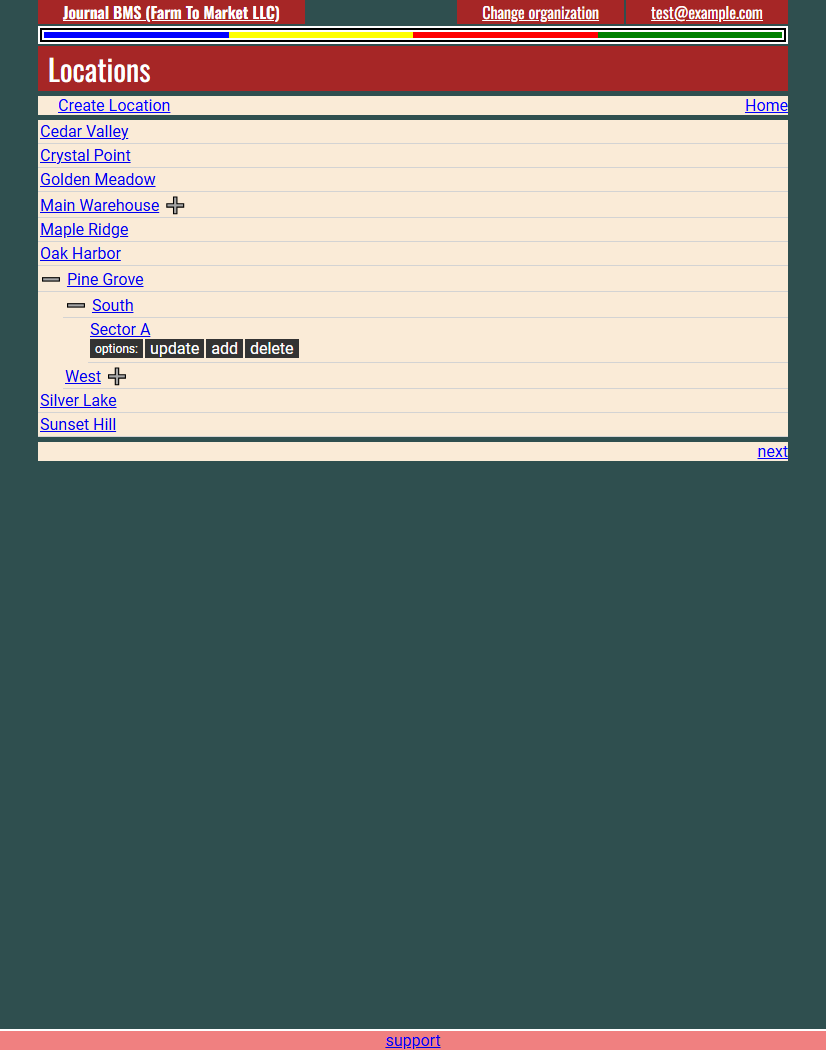 Journal BMS (Farm To Market LLC) Change organization test@example.com
Locations
Create Location Home
Cedar Valley
Crystal Point
Golden Meadow
Main Warehouse
Maple Ridge
Oak Harbor
Pine Grove
South
Sector A
options: update add delete
West
Silver Lake
Sunset Hill
next
support